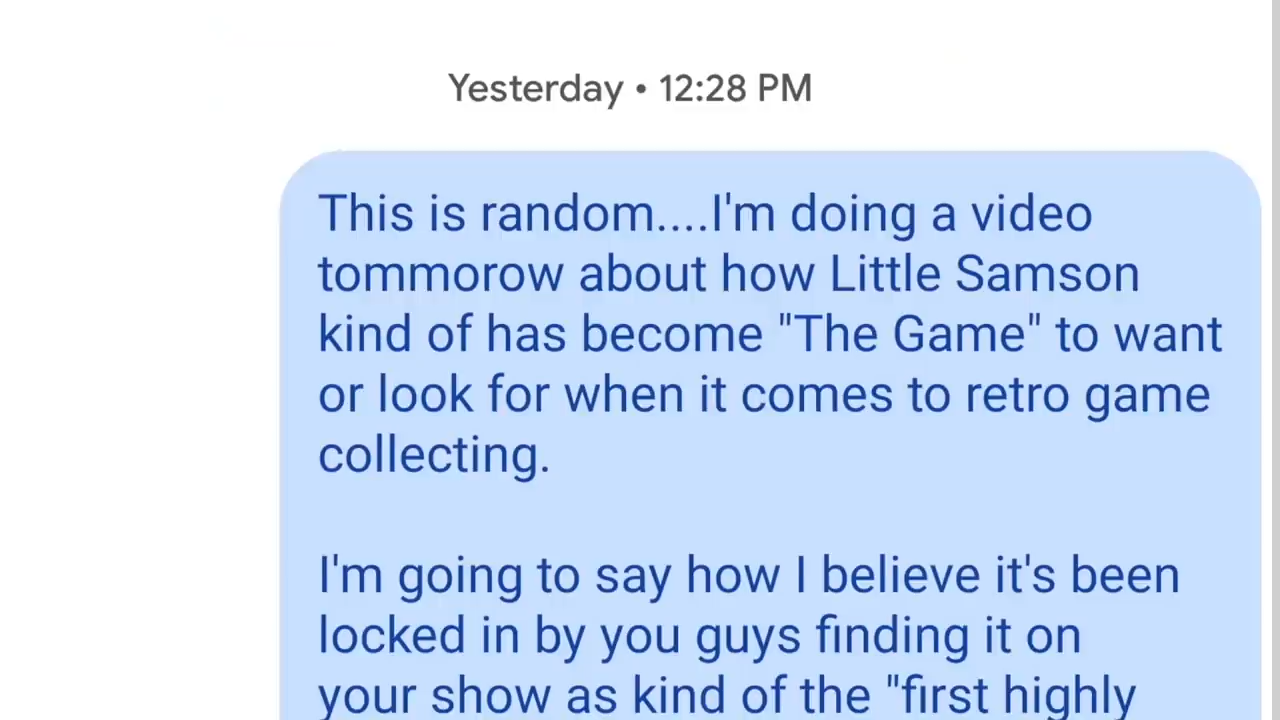 Yesterday • 12:28 PM
This is random....I'm doing a video
tommorow about how Little Samson
kind of has become "The Game" to want
or look for when it comes to retro game
collecting.
I'm going to say how I believe it's been
locked in by you guys finding it on
your show as kind of the "first highly